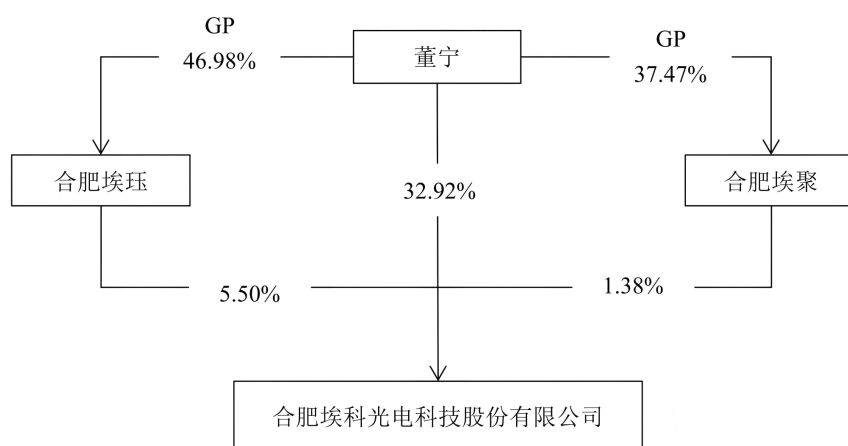 GP
46.98%
董宁
GP
37.47%
合肥埃珏
32.92%
合肥埃聚
5.50%
1.38%
合肥埃科光电科技股份有限公司